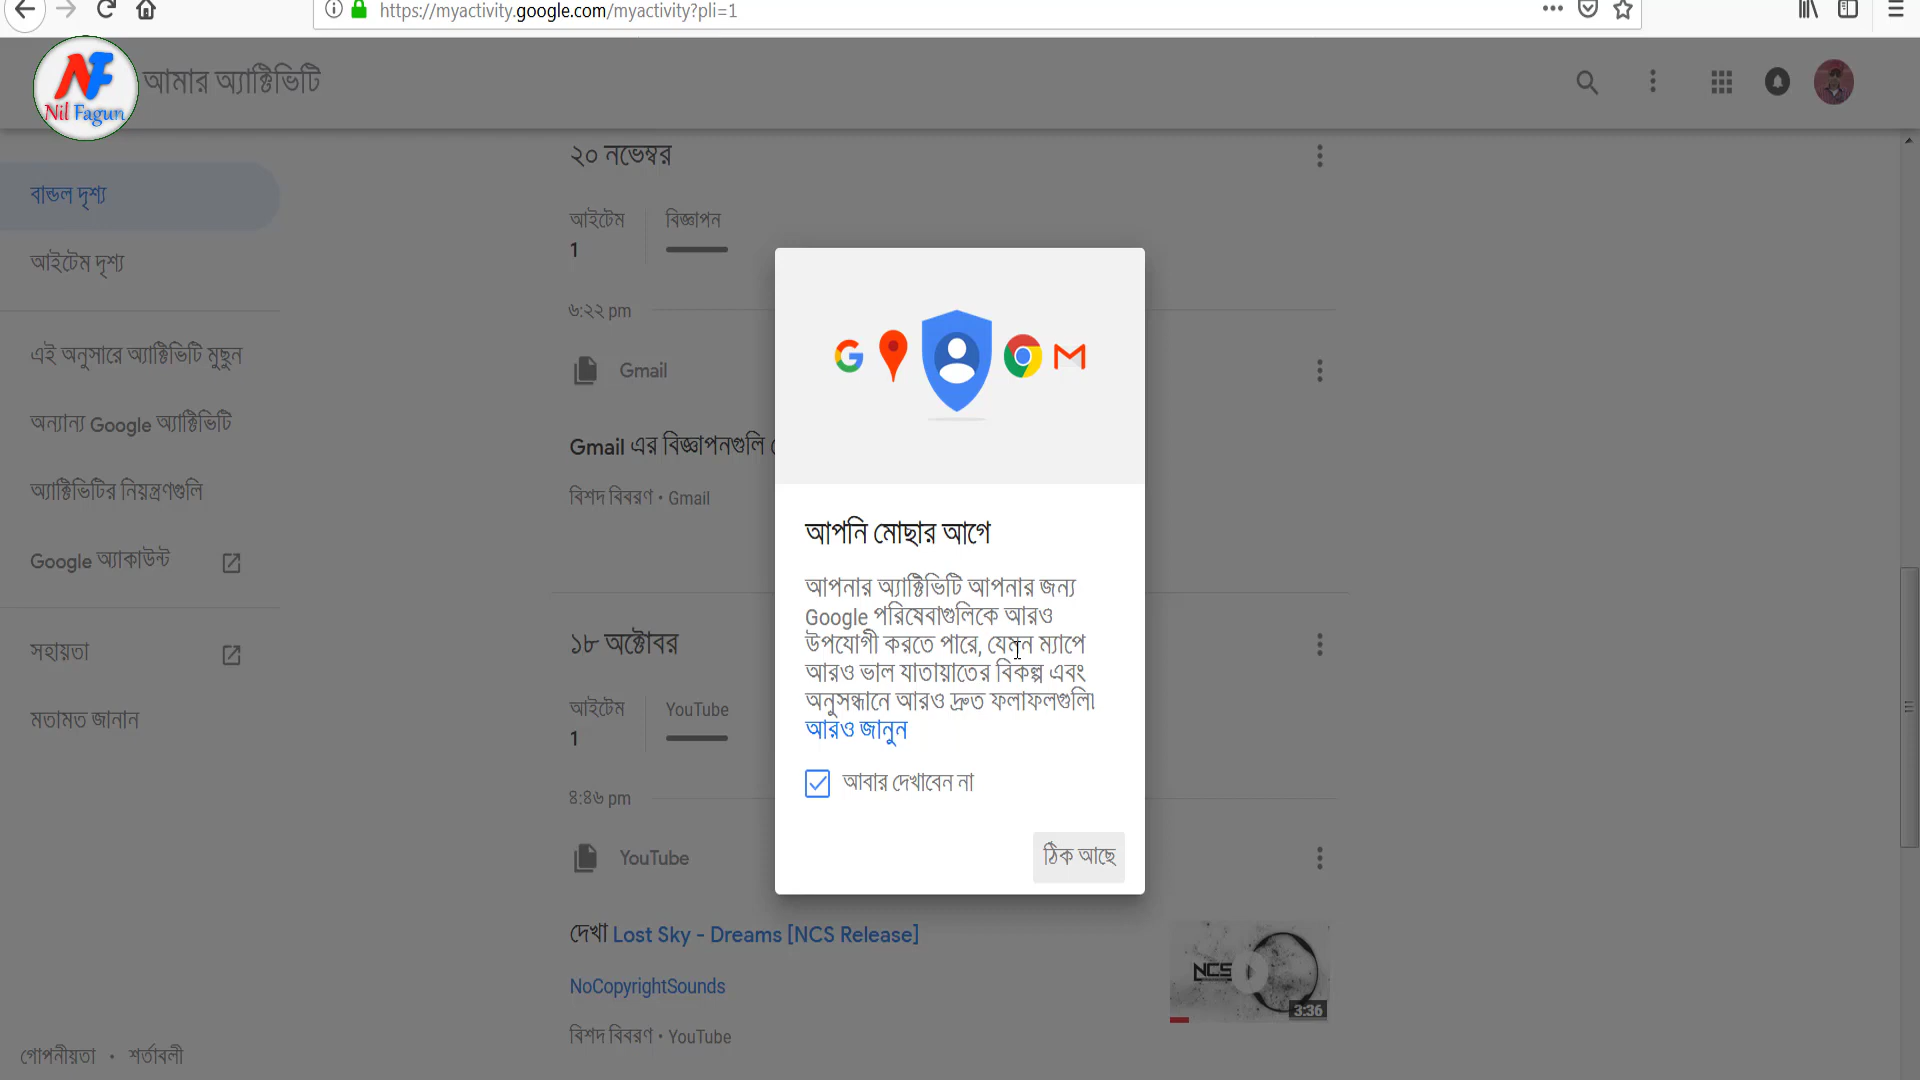 https://myactivity.google.com/myactivity?pli=1
NF
Nil Fagun
আমার অ্যাক্টিভিটি
বান্ডল দৃশ্য
আইটেম দৃশ্য
এই অনুসারে অ্যাক্টিভিটি মুছুন
অন্যান্য Google অ্যাক্টিভিটি
অ্যাক্টিভিটির নিয়ন্ত্রণগুলি
Google অ্যাকাউন্ট
সহায়তা
মতামত জানান
গোপনীয়তা • শর্তাবলী
২০ নভেম্বর
আইটেম
1
বিজ্ঞাপন
৬:২২ pm
Gmail
Gmail এর বিজ্ঞাপনগুলি
বিশদ বিবরণ • Gmail
১৮ অক্টোবর
আইটেম
1
YouTube
৪:৪৬ pm
YouTube
দেখা Lost Sky - Dreams [NCS Release]
NoCopyrightSounds
বিশদ বিবরণ • YouTube
NCS
3:36
আপনি মোছার আগে
আপনার অ্যাক্টিভিটি আপনার জন্য
Google পরিষেবাগুলিকে আরও
উপযোগী করতে পারে, যেমন ম্যাপে
আরও ভাল যাতায়াতের বিকল্প এবং
অনুসন্ধানে আরও দ্রুত ফলাফলগুলি৷
আরও জানুন
আবার দেখাবেন না
ঠিক আছে